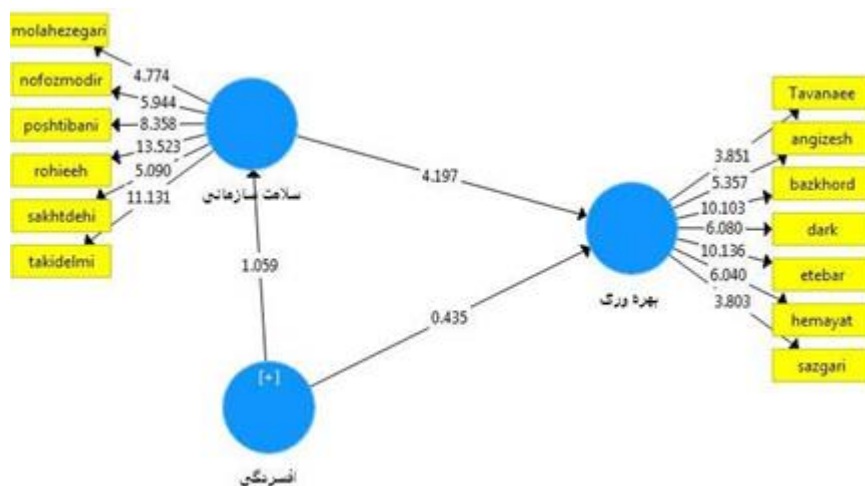 molahezegari
nofozmodir
poshtibani
rohieeh
sakhtdehi
takidelmi
4.774
5.944
8.358
13.523
5.090
11.131
سلامت سازمانی
4.197
1.059
0.435
[+]
افسردگی
بهره وری
3.851
5.357
10.103
6.080
10.136
6.040
3.803
Tavanaee
angizesh
bazkhord
dark
etebar
hemayat
sazgari